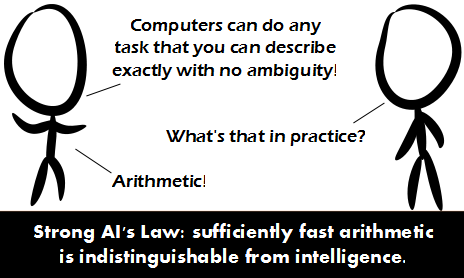 Computers can do any
task that you can describe
exactly with no ambiguity!
What's that in practice?
Arithmetic!
Strong AI's Law: sufficiently fast arithmetic
is indistinguishable from intelligence.